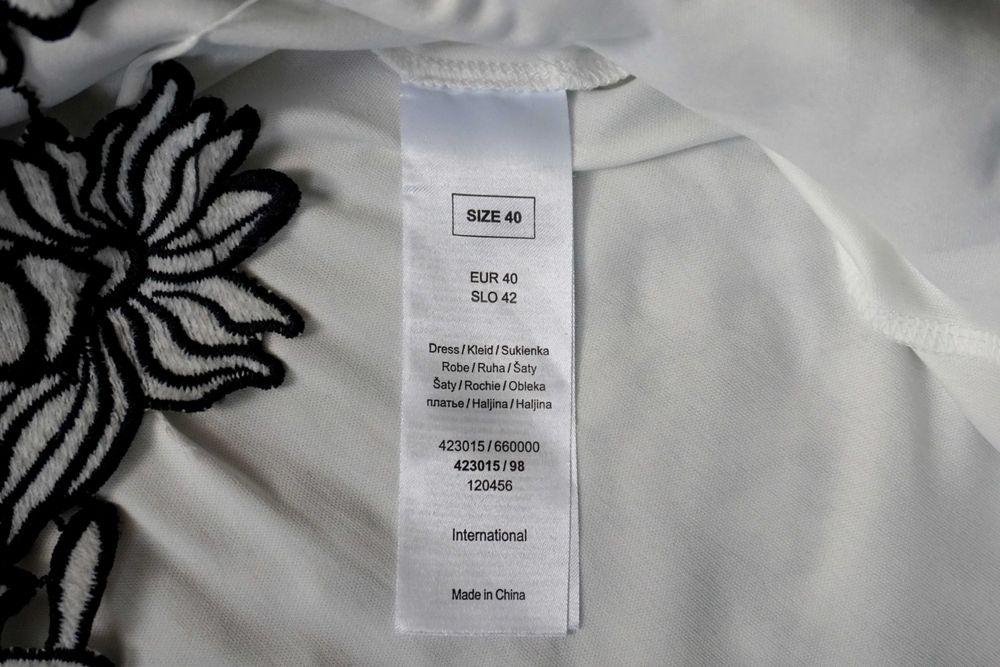 SIZE 40
EUR 40
SLO 42
Dress / Kleid / Sukienka
Robe / Ruha / Šaty
Šaty / Rochie / Obleka
платье / Haljina / Haljina
423015 / 660000
423015 / 98
120456
International
Made in China